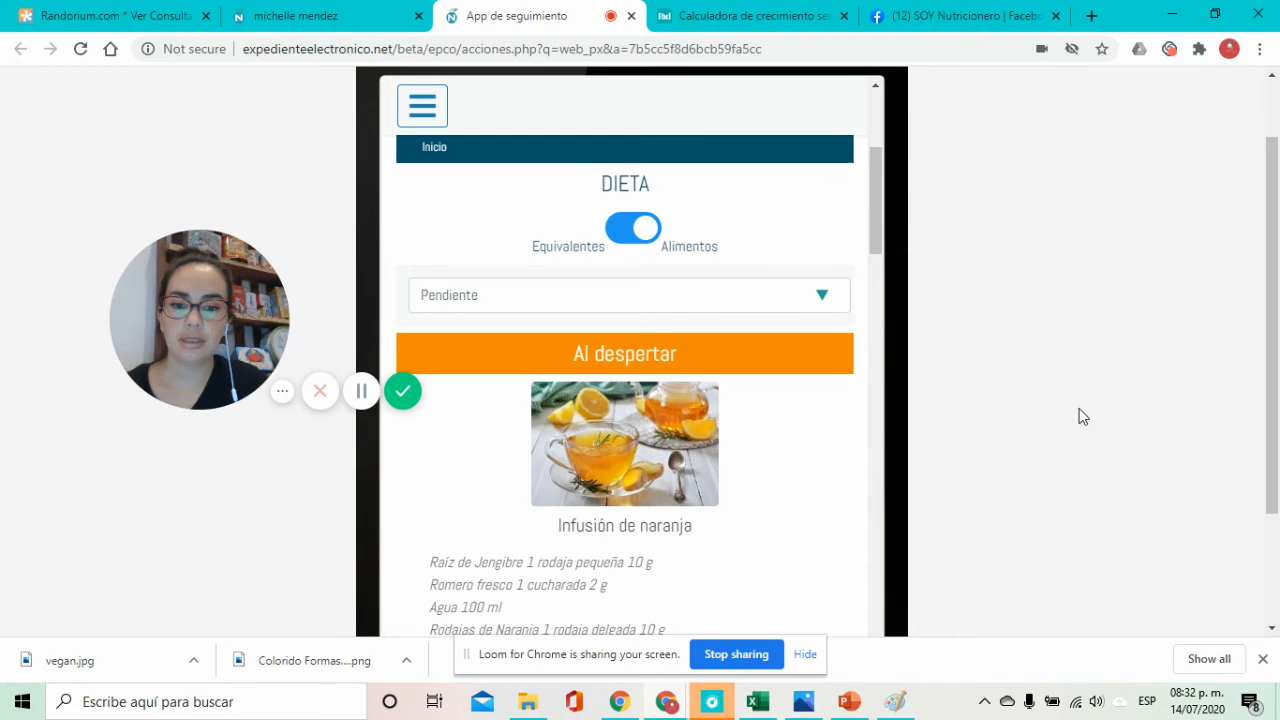 Randorium.com * Ver Consulta
michelle mendez
App de seguimiento
Calculadora de crecimiento se
(12) SOY Nutricionero | Facebo
Not secure
expedienteelectronico.net/beta/epco/acciones.php?q=web_px&a=7b5cc5f8d6bcb59fa5cc
Inicio
DIETA
Equivalentes
Alimentos
Pendiente
Al despertar
Infusión de naranja
Raíz de Jengibre 1 rodaja pequeña 10 g
Romero fresco 1 cucharada 2 g
Agua 100 ml
Rodajas de Naranja 1 rodaja delgada 10 g
Loom for Chrome is sharing your screen.
Stop sharing
Hide
vegan.jpg
Colorido Formas....png
Show all
Escribe aquí para buscar
ESP
08:32 p. m.
14/07/2020
8